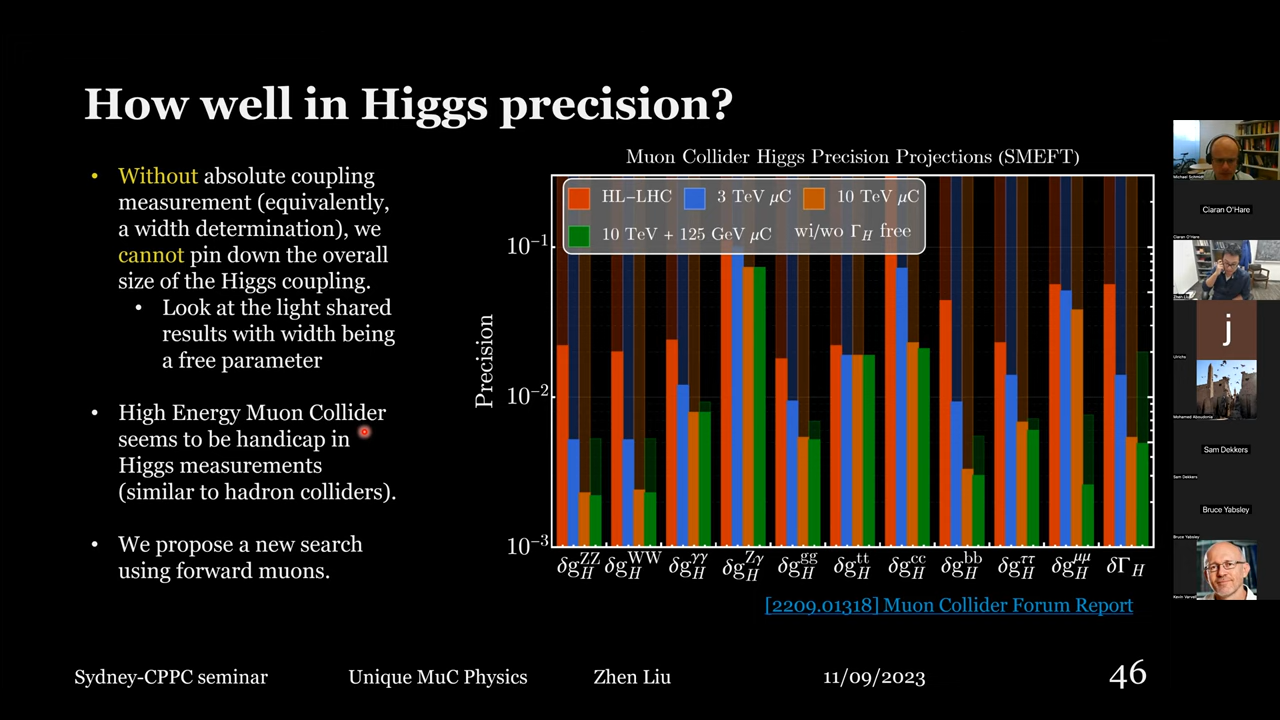 How well in Higgs precision?
• Without absolute coupling
measurement (equivalently,
a width determination), we
cannot pin down the overall
size of the Higgs coupling.
• Look at the light shared
results with width being
a free parameter
• High Energy Muon Collider
seems to be handicap in
Higgs measurements
(similar to hadron colliders).
• We propose a new search
using forward muons.
Muon Collider Higgs Precision Projections (SMEFT)
HL-LHC 3 TeV μC 10 TeV μC
10 TeV + 125 GeV μC wi/wo Γ_H free
Precision
10⁻¹
10⁻²
10⁻³
δg_H^ZZ δg_H^WW δg_H^γγ δg_H^Zγ δg_H^gg δg_H^tt δg_H^cc δg_H^bb δg_H^ττ δg_H^μμ δΓ_H
[2209.01318] Muon Collider Forum Report
Sydney-CPPC seminar Unique MuC Physics Zhen Liu 11/09/2023 46
Michael Schmidt
Ciaran O'Hare
Ciaran O'Hare
Zhen Liu
j
Mohamed Aboudonia
Sam Dekkers
Sam Dekkers
Bruce Yabsley
Bruce Yabsley